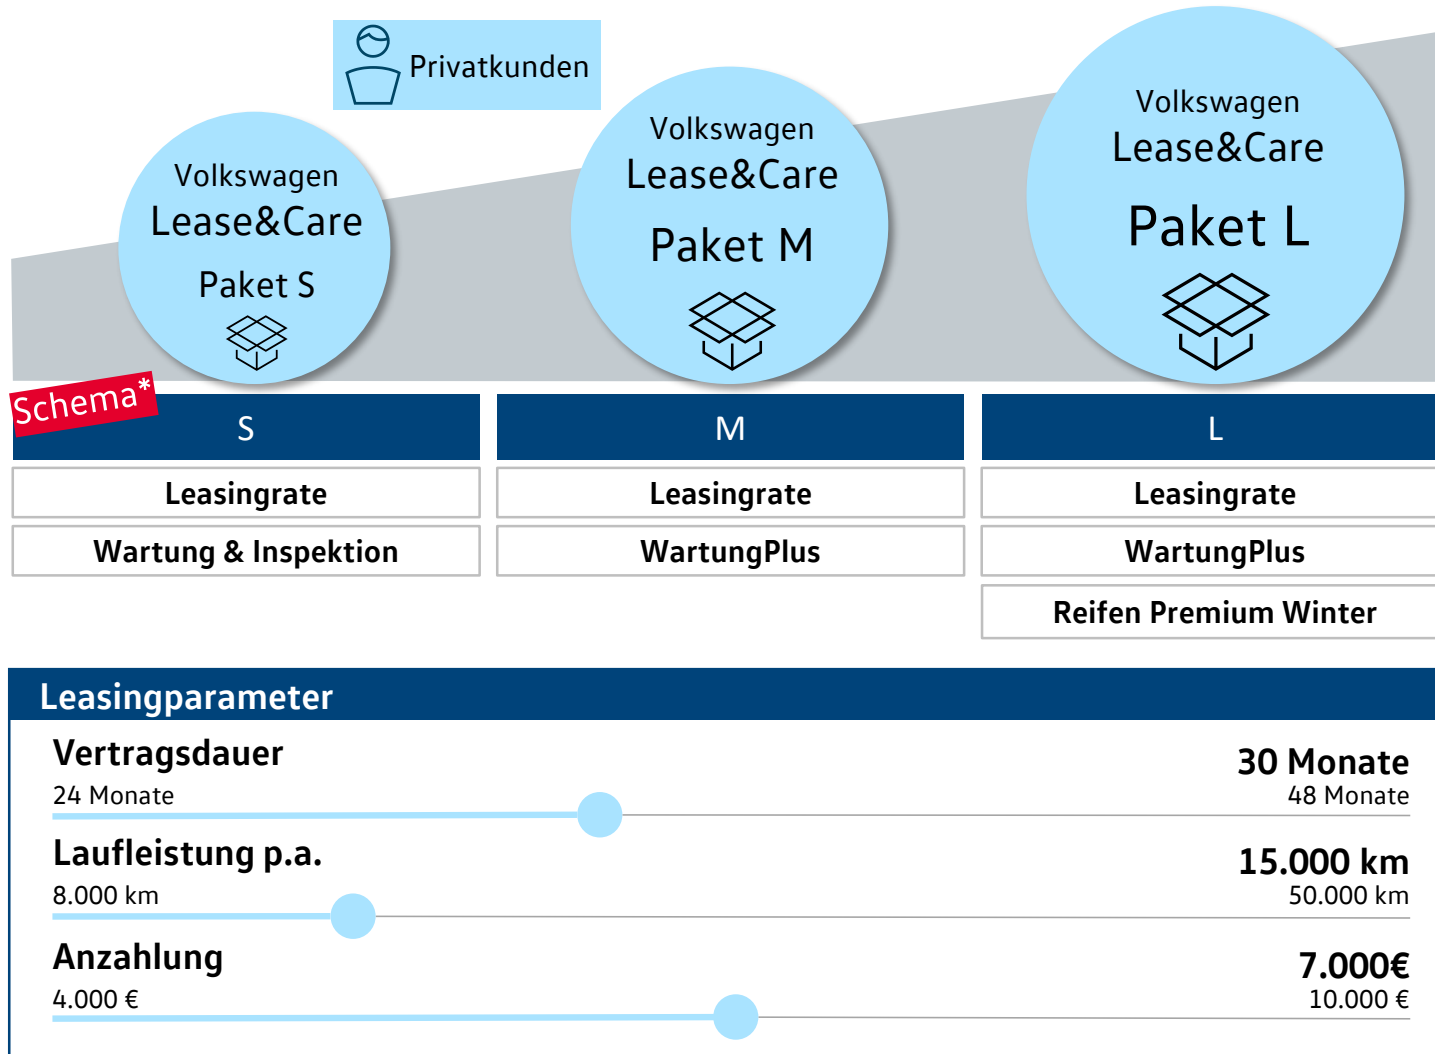 Privatkunden
Volkswagen
Lease&Care
Paket S
Volkswagen
Lease&Care
Paket M
Volkswagen
Lease&Care
Paket L
Schema*
S
M
L
Leasingrate
Leasingrate
Leasingrate
Wartung & Inspektion
WartungPlus
WartungPlus
Reifen Premium Winter
Leasingparameter
Vertragsdauer
30 Monate
24 Monate
48 Monate
Laufleistung p.a.
15.000 km
8.000 km
50.000 km
Anzahlung
7.000€
4.000 €
10.000 €